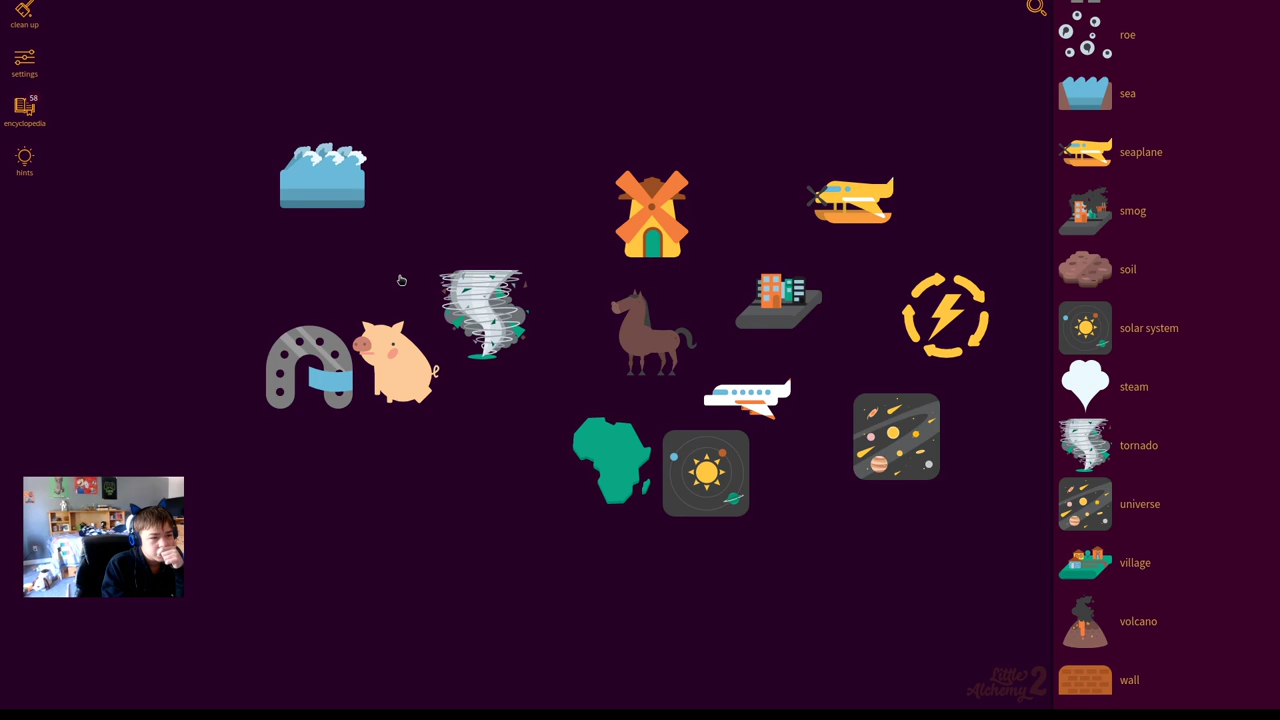 clean up
settings
58
encyclopedia
hints
roe
sea
seaplane
smog
soil
solar system
steam
tornado
universe
village
volcano
wall
Little
Alchemy 2